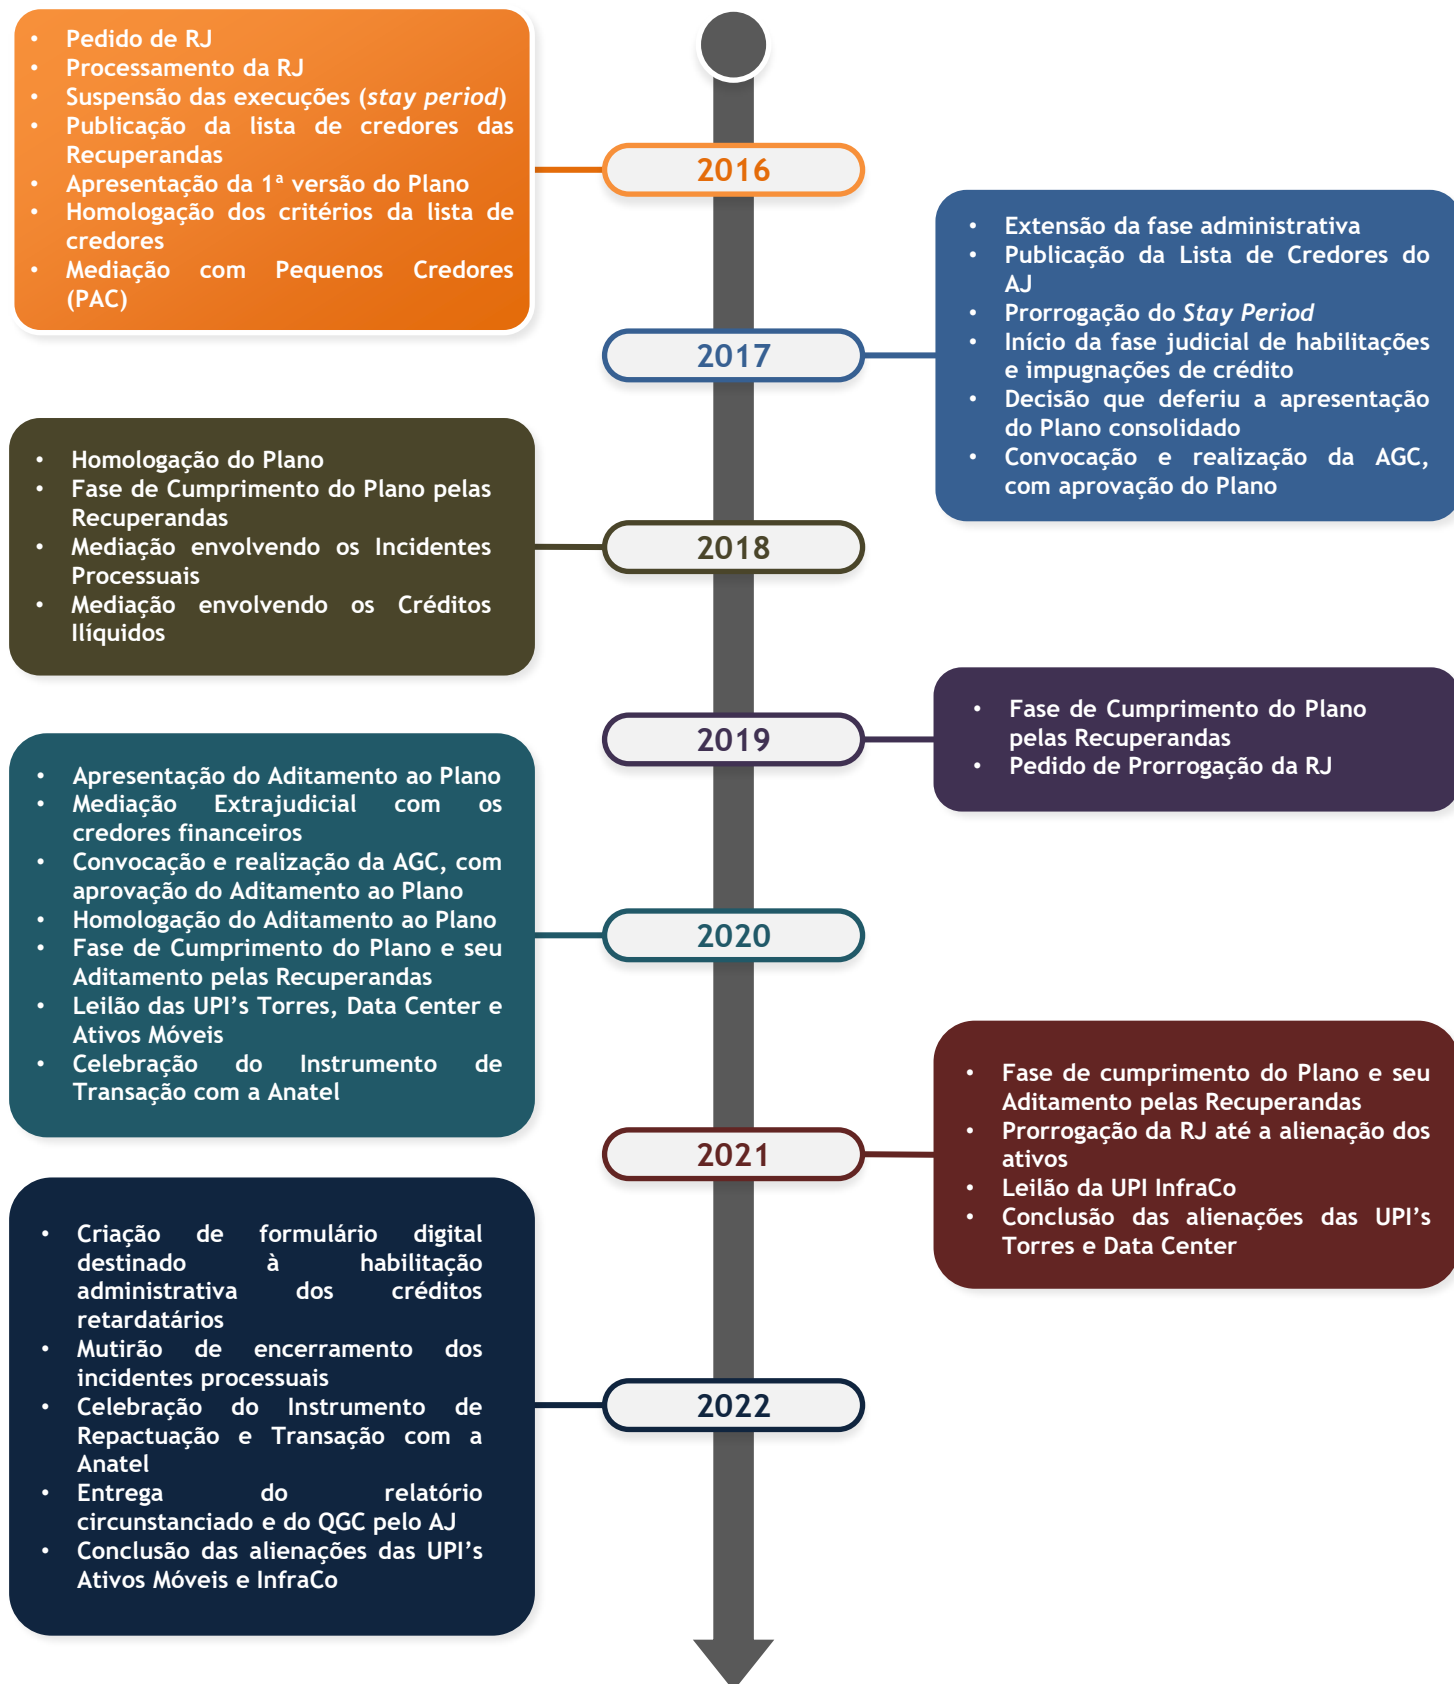 • Pedido de RJ
• Processamento da RJ
• Suspensão das execuções (stay period)
• Publicação da lista de credores das
Recuperandas
• Apresentação da 1ª versão do Plano
• Homologação dos critérios da lista de
credores
• Mediação com Pequenos Credores
(PAC)
2016
2017
• Extensão da fase administrativa
• Publicação da Lista de Credores do
AJ
• Prorrogação do Stay Period
• Início da fase judicial de habilitações
e impugnações de crédito
• Decisão que deferiu a apresentação
do Plano consolidado
• Convocação e realização da AGC,
com aprovação do Plano
• Homologação do Plano
• Fase de Cumprimento do Plano pelas
Recuperandas
• Mediação envolvendo os Incidentes
Processuais
• Mediação envolvendo os Créditos
Ilíquidos
2018
2019
• Fase de Cumprimento do Plano
pelas Recuperandas
• Pedido de Prorrogação da RJ
• Apresentação do Aditamento ao Plano
• Mediação Extrajudicial com os
credores financeiros
• Convocação e realização da AGC, com
aprovação do Aditamento ao Plano
• Homologação do Aditamento ao Plano
• Fase de Cumprimento do Plano e seu
Aditamento pelas Recuperandas
• Leilão das UPI’s Torres, Data Center e
Ativos Móveis
• Celebração do Instrumento de
Transação com a Anatel
2020
2021
• Fase de cumprimento do Plano e seu
Aditamento pelas Recuperandas
• Prorrogação da RJ até a alienação dos
ativos
• Leilão da UPI InfraCo
• Conclusão das alienações das UPI’s
Torres e Data Center
• Criação de formulário digital
destinado à habilitação
administrativa dos créditos
retardatários
• Mutirão de encerramento dos
incidentes processuais
• Celebração do Instrumento de
Repactuação e Transação com a
Anatel
• Entrega do relatório
circunstanciado e do QGC pelo AJ
• Conclusão das alienações das UPI’s
Ativos Móveis e InfraCo
2022